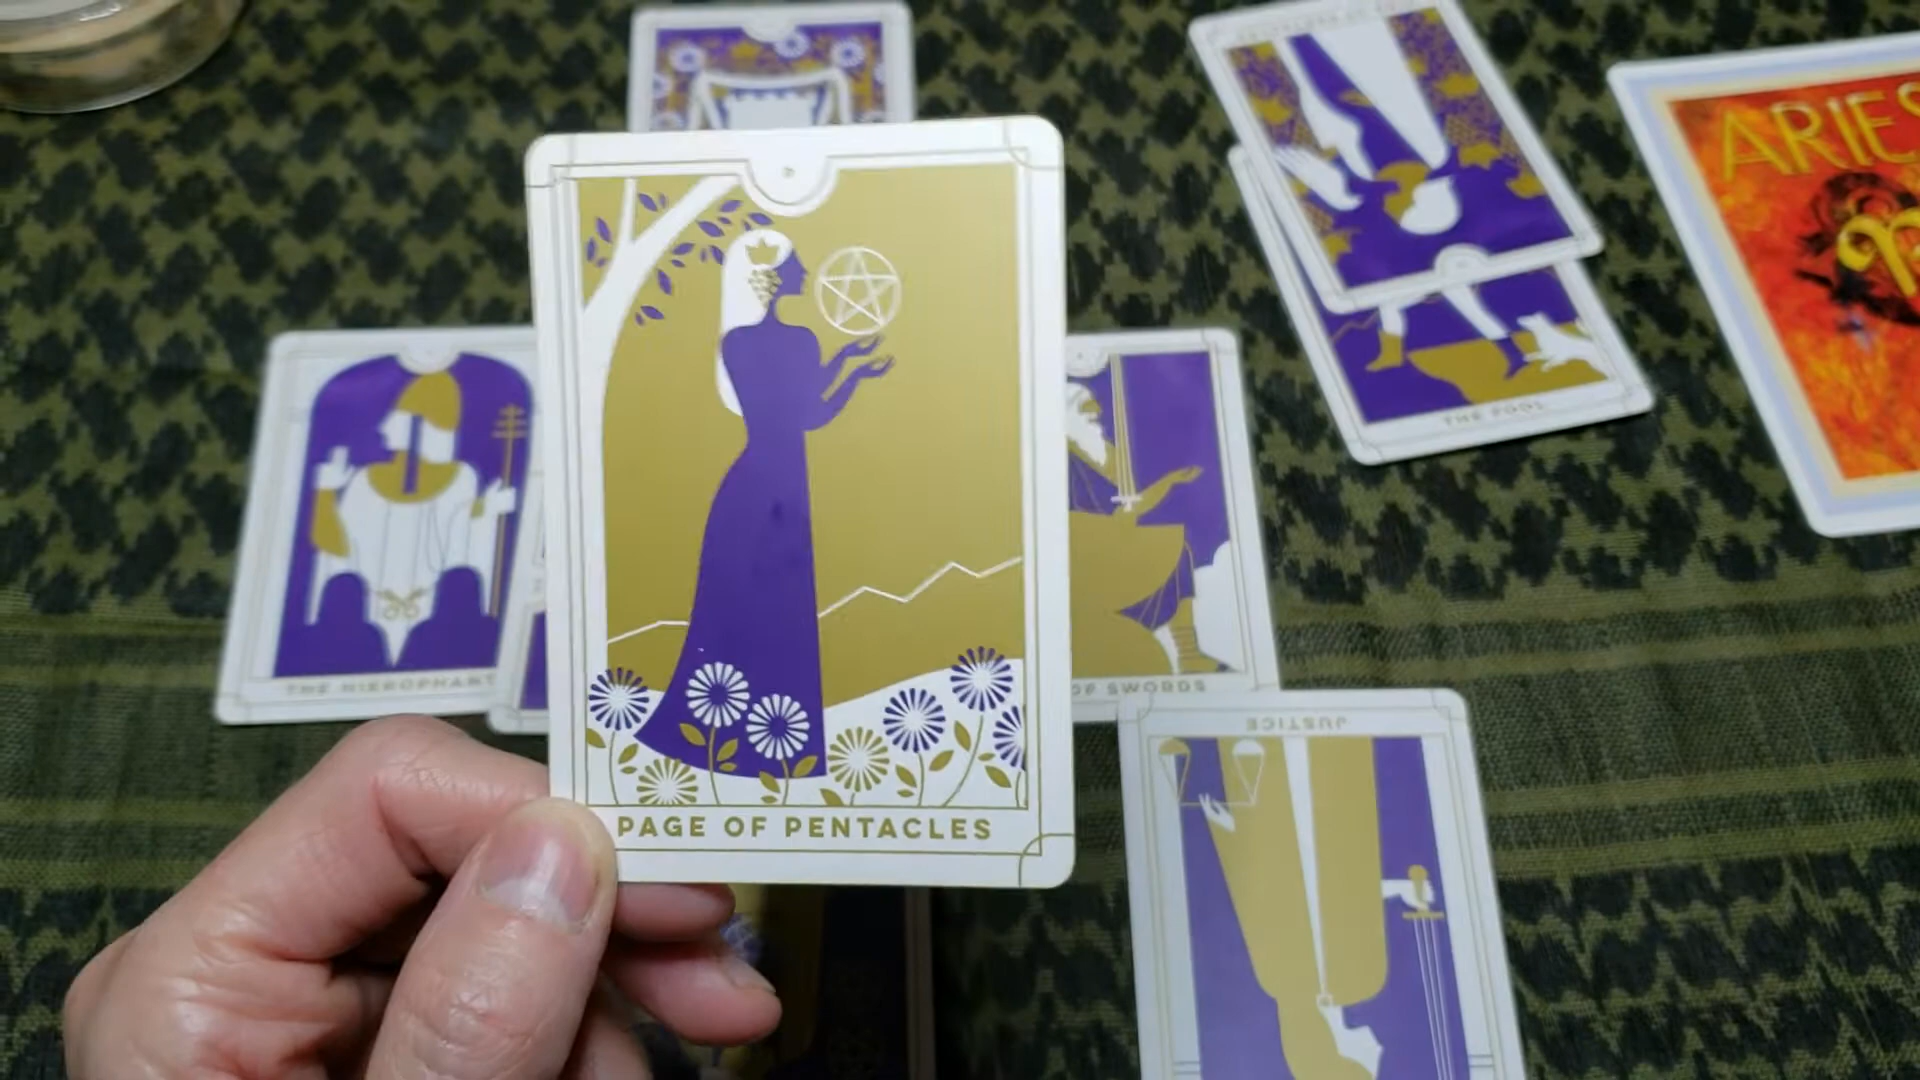 ARIES
THE FOOL
THE HIEROPHANT
OF SWORDS
JUSTICE
PAGE OF PENTACLES